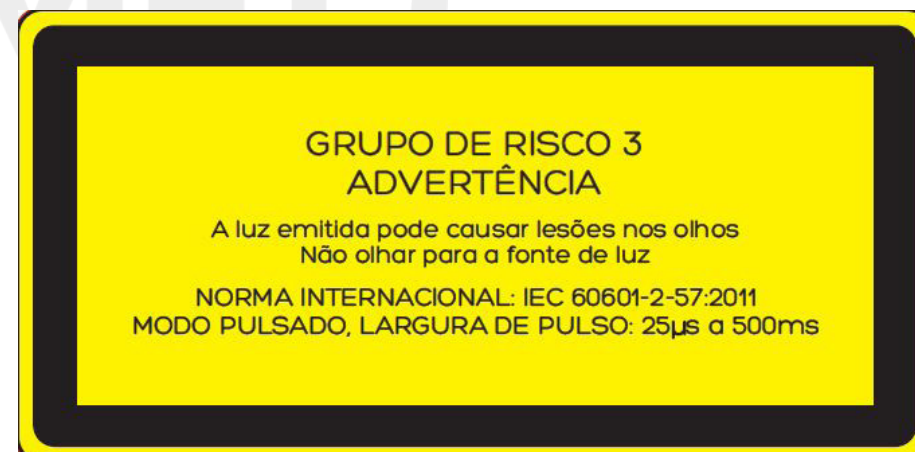 GRUPO DE RISCO 3
ADVERTÊNCIA
A luz emitida pode causar lesões nos olhos
Não olhar para a fonte de luz
NORMA INTERNACIONAL: IEC 60601-2-57:2011
MODO PULSADO, LARGURA DE PULSO: 25µs a 500ms